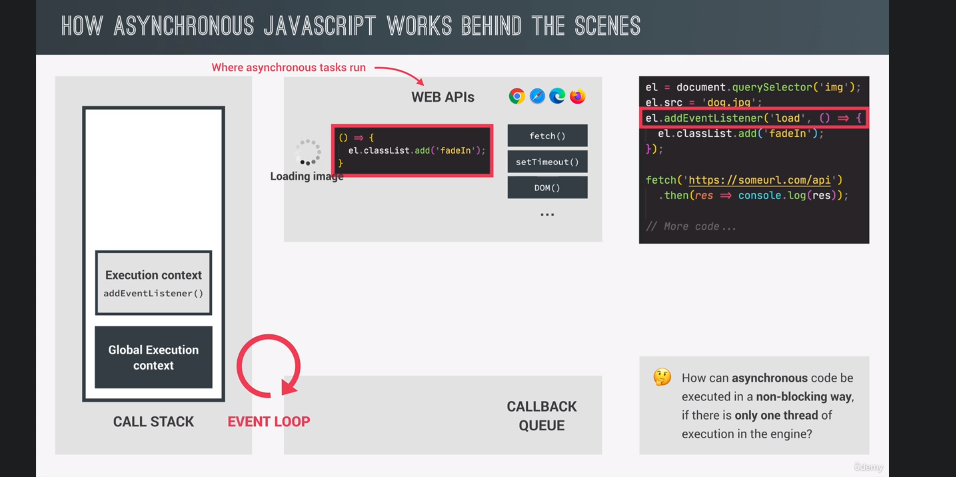 HOW ASYNCHRONOUS JAVASCRIPT WORKS BEHIND THE SCENES
Where asynchronous tasks run
WEB APIs
() => {
el.classList.add('fadeIn');
}
Loading image
fetch()
setTimeout()
DOM()
...
el = document.querySelector('img');
el.src = 'dog.jpg';
el.addEventListener('load', () => {
el.classList.add('fadeIn');
});
fetch('https://someurl.com/api')
.then(res => console.log(res));
// More code...
Execution context
addEventListener()
Global Execution
context
CALL STACK
EVENT LOOP
CALLBACK
QUEUE
How can asynchronous code be
executed in a non-blocking way,
if there is only one thread of
execution in the engine?
Udemy